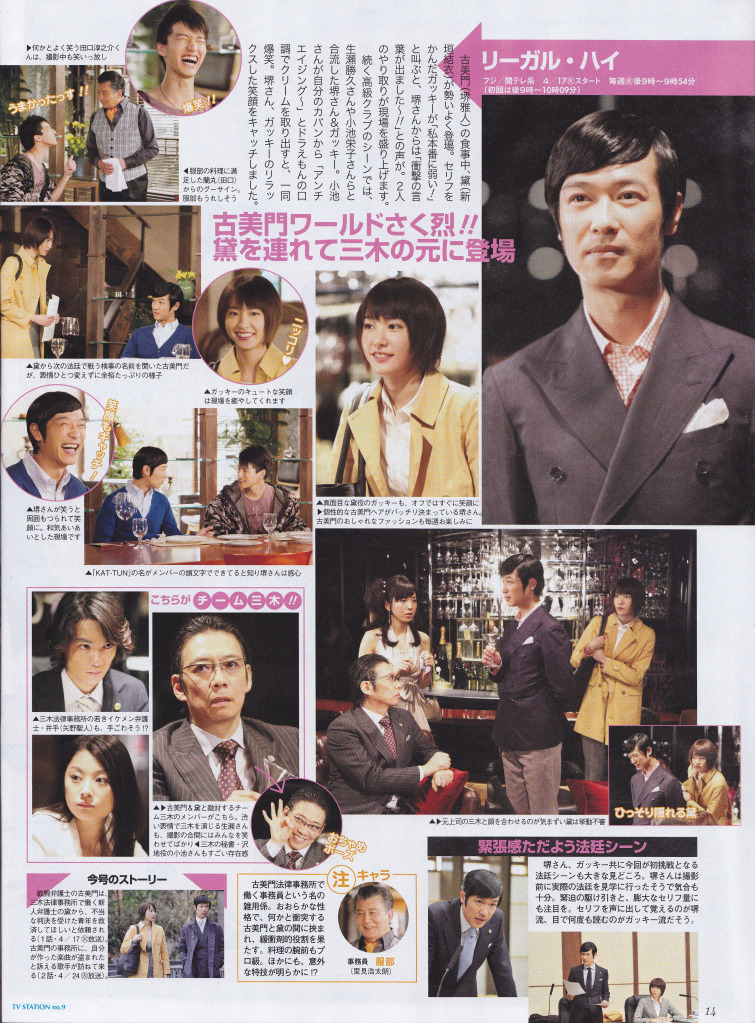 リーガル・ハイ
フジ/関テレ系 4/17㊋スタート 毎週㊋後9時〜9時54分
(初回は後9時〜10時09分)
古美門(堺雅人)の食事中、黛(新
垣結衣)が勢いよく登場。セリフを
かんだガッキーが、「私本番に弱い!」
と叫ぶと、堺さんからは「衝撃の言
葉が出ました〜!!」との声が。2人
のやり取りが現場を盛り上げます。
続く高級クラブのシーンでは、
生瀬勝久さんや小池栄子さんらと
合流した堺さん&ガッキー。小池
さんが自分のカバンから「アンチ
エイジング〜」とドラえもんの口
調でクリームを取り出すと、一同
爆笑。堺さん、ガッキーのリラッ
クスした笑顔をキャッチしました。
▶何かとよく笑う田口淳之介く
んは、撮影中も笑いっ放し
爆笑!!
うまかったっす!!
◀服部の料理に満
足した蘭丸(田口)
からのグーサイン。
服部もうれしそう
古美門ワールドさく烈!!
黛を連れて三木の元に登場
▲黛から次の法廷で戦う検事の名前を聞いた古美門だ
が、表情ひとつ変えずに余裕たっぷりの様子
ニッコリ♥
▲ガッキーのキュートな笑顔
は現場を癒やしてくれます
笑顔をキャッチ!
▲堺さんが笑うと
周囲もつられて笑
顔に。和気あいあ
いとした現場です
▲「KAT-TUN」の名がメンバーの頭文字でできてると知り堺さんは感心
▲真面目な黛役のガッキーも、オフではすぐに笑顔に
▶個性的な古美門ヘアがバッチリ決まっている堺さん。
古美門のおしゃれなファッションも毎週お楽しみに
こちらがチーム三木!!
▲三木法律事務所の若きイケメン弁護
士・井手(矢野聖人)も、手ごわそう!?
▲▶古美門&黛と敵対するチー
ム三木のメンバーがこちら。渋
い表情で三木を演じる生瀬さん
も、撮影の合間にはみんなを笑
わせてばかり◀三木の秘書・沢
地役の小池さんもすごい存在感
おちゃめポーズ
▲元上司の三木と顔を合わせるのが気まずい黛は挙動不審
ひっそり隠れる黛
今号のストーリー
敏腕弁護士の古美門は、
三木法律事務所で働く新
人弁護士の黛から、不当
な判決を受けた青年を救
済してほしいと依頼され
る(1話・4/17㊋放送)。
古美門の事務所に、自分
が作った楽曲が盗まれた
と訴える歌手が訪ねて来
る(2話・4/24㊋放送)。
注キャラ
古美門法律事務所で
働く事務員という名の
雑用係。おおらかな性
格で、何かと衝突する
古美門と黛の間に挟ま
れ、緩衝剤的役割を果
たす。料理の腕前もプ
ロ級。ほかにも、意外
な特技が明らかに!?
事務員 服部
(里見浩太朗)
緊張感ただよう法廷シーン
堺さん、ガッキー共に今回が初挑戦となる
法廷シーンも大きな見どころ。堺さんは撮影
前に実際の法廷を見学に行ったそうで気合も
十分。緊迫の駆け引きと、膨大なセリフ量に
も注目を。セリフを声に出して覚えるのが堺
流、目で何度も読むのがガッキー流だそう。
TV STATION no.9
14